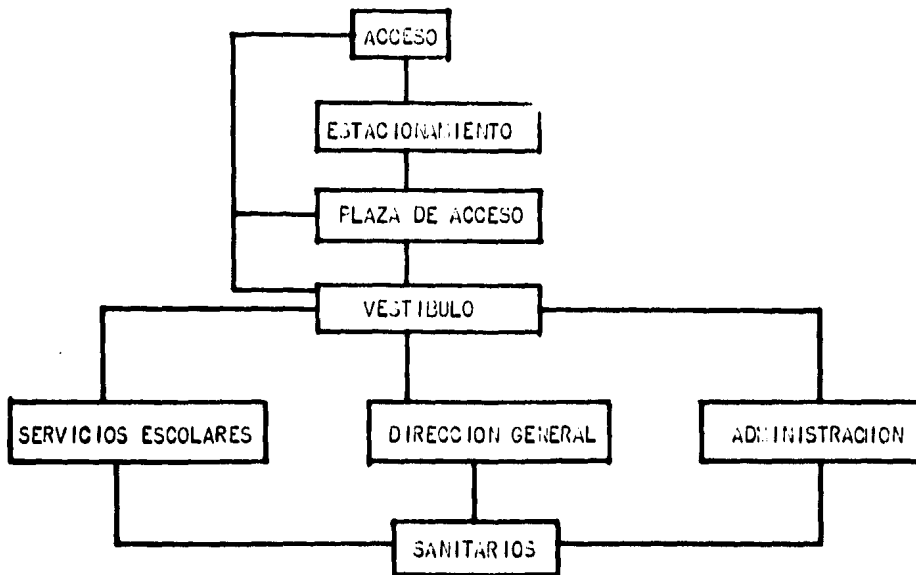 ACCESO
ESTACIONAMIENTO
PLAZA DE ACCESO
VESTIBULO
SERVICIOS ESCOLARES
DIRECCION GENERAL
ADMINISTRACION
SANITARIOS